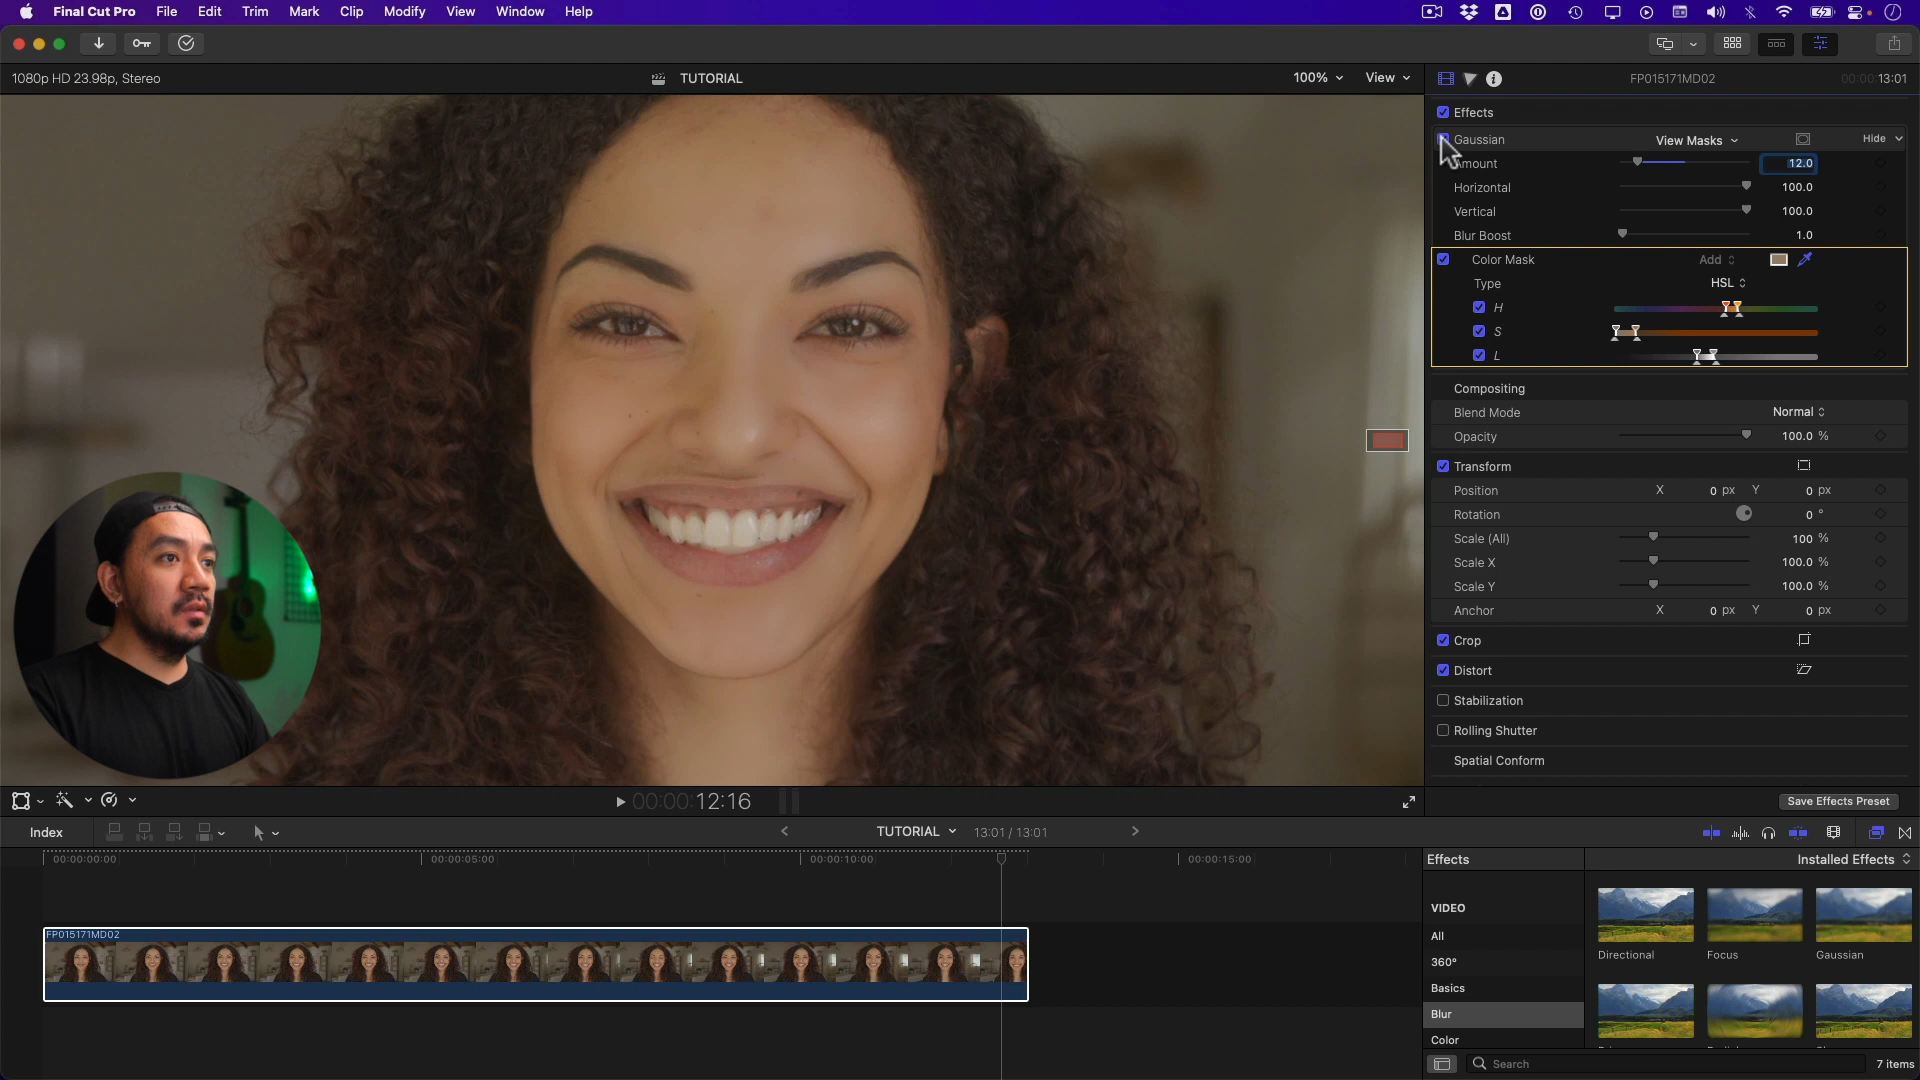 Final Cut Pro File Edit Trim Mark Clip Modify View Window Help
1080p HD 23.98p, Stereo
TUTORIAL
100% View
FP015171MD02
00:00:13:01
Effects
Gaussian View Masks Hide
Amount 12.0
Horizontal 100.0
Vertical 100.0
Blur Boost 1.0
Color Mask Add
Type HSL
H
S
L
Compositing
Blend Mode Normal
Opacity 100.0 %
Transform
Position X 0 px Y 0 px
Rotation 0 °
Scale (All) 100 %
Scale X 100.0 %
Scale Y 100.0 %
Anchor X 0 px Y 0 px
Crop
Distort
Stabilization
Rolling Shutter
Spatial Conform
00:00:12:16
Save Effects Preset
Index
TUTORIAL 13:01 / 13:01
00:00:00:00 00:00:05:00 00:00:10:00 00:00:15:00
FP015171MD02
Effects
Installed Effects
VIDEO
All
360°
Basics
Blur
Color
Directional Focus Gaussian
Search
7 items